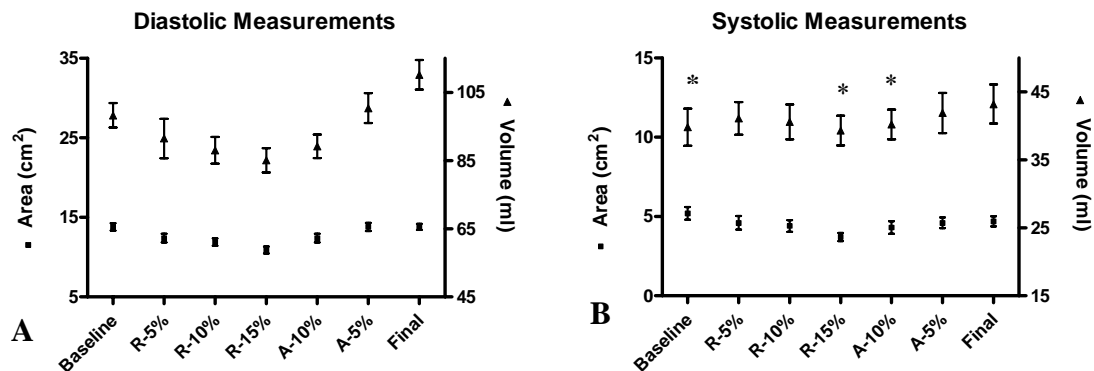 Diastolic Measurements
35
25
15
5
■ Area (cm²)
105
85
65
45
▲ Volume (ml)
Baseline
R-5%
R-10%
R-15%
A-10%
A-5%
Final
A
Systolic Measurements
15
10
5
0
■ Area (cm²)
45
35
25
15
▲ Volume (ml)
* * *
Baseline
R-5%
R-10%
R-15%
A-10%
A-5%
Final
B